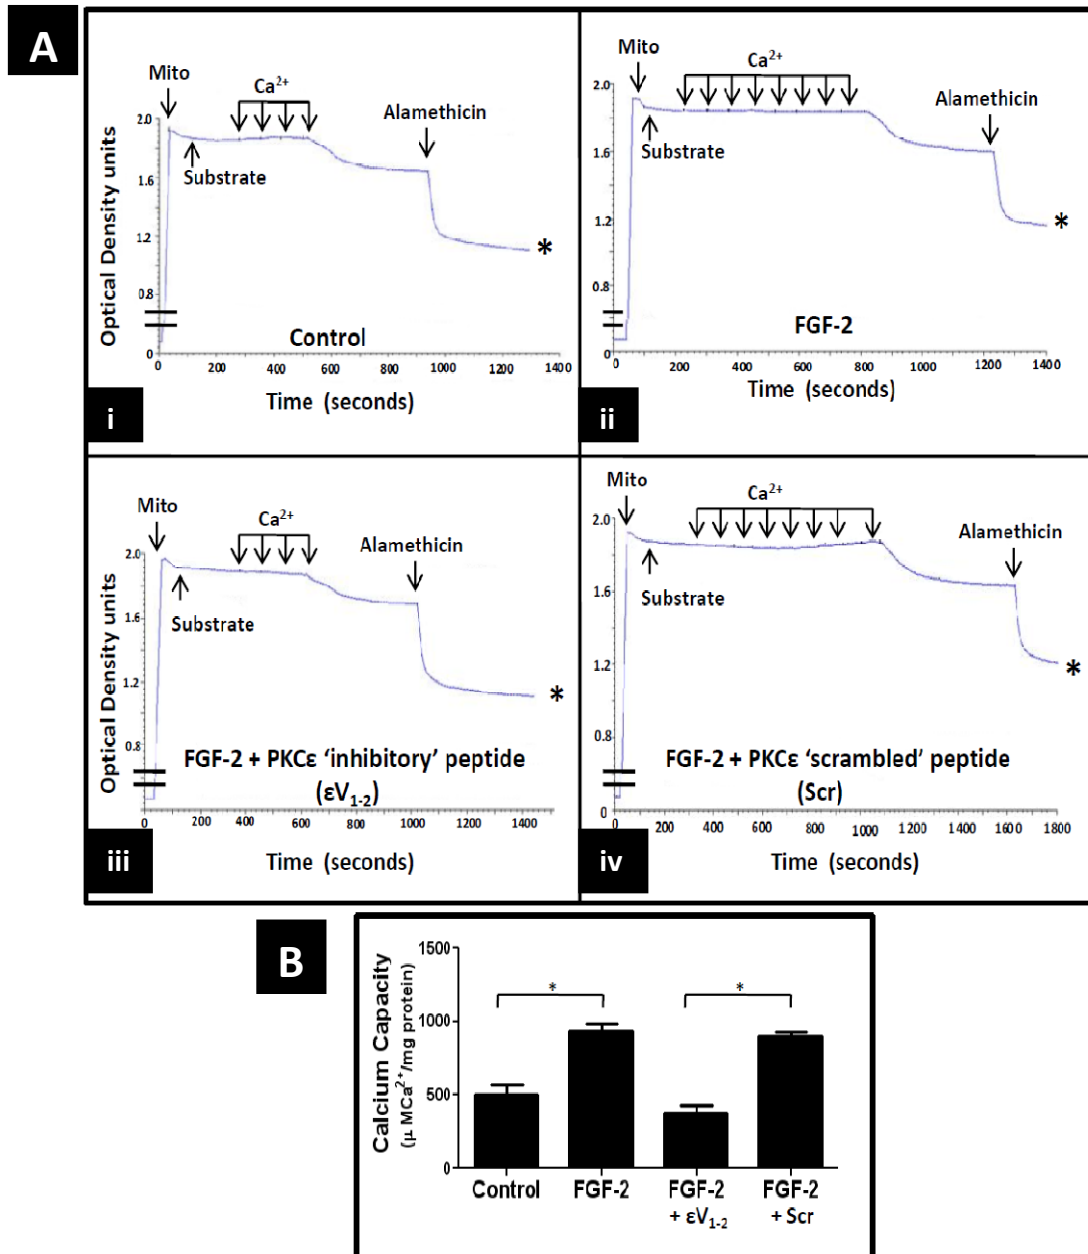 A
Mito
Ca2+
Alamethicin
Substrate
Optical Density units
2.0
1.6
1.2
0.8
0
0 200 400 600 800 1000 1200 1400
Control
*
Time (seconds)
i
Mito
Ca2+
Alamethicin
Substrate
2.0
1.6
1.2
0.8
0
0 200 400 600 800 1000 1200 1400
FGF-2
*
Time (seconds)
ii
Mito
Ca2+
Alamethicin
Substrate
Optical Density units
2.0
1.6
1.2
0.8
0 200 400 600 800 1000 1200 1400
FGF-2 + PKCε ‘inhibitory’ peptide
(εV1-2)
*
Time (seconds)
iii
Mito
Ca2+
Alamethicin
Substrate
2.0
1.6
1.2
0.8
0
0 200 400 600 800 1000 1200 1400 1600 1800
FGF-2 + PKCε ‘scrambled’ peptide
(Scr)
*
Time (seconds)
iv
B
Calcium Capacity
(μ MCa2+/mg protein)
1500
1000
500
0
*
*
Control FGF-2 FGF-2 FGF-2
+ εV1-2 + Scr